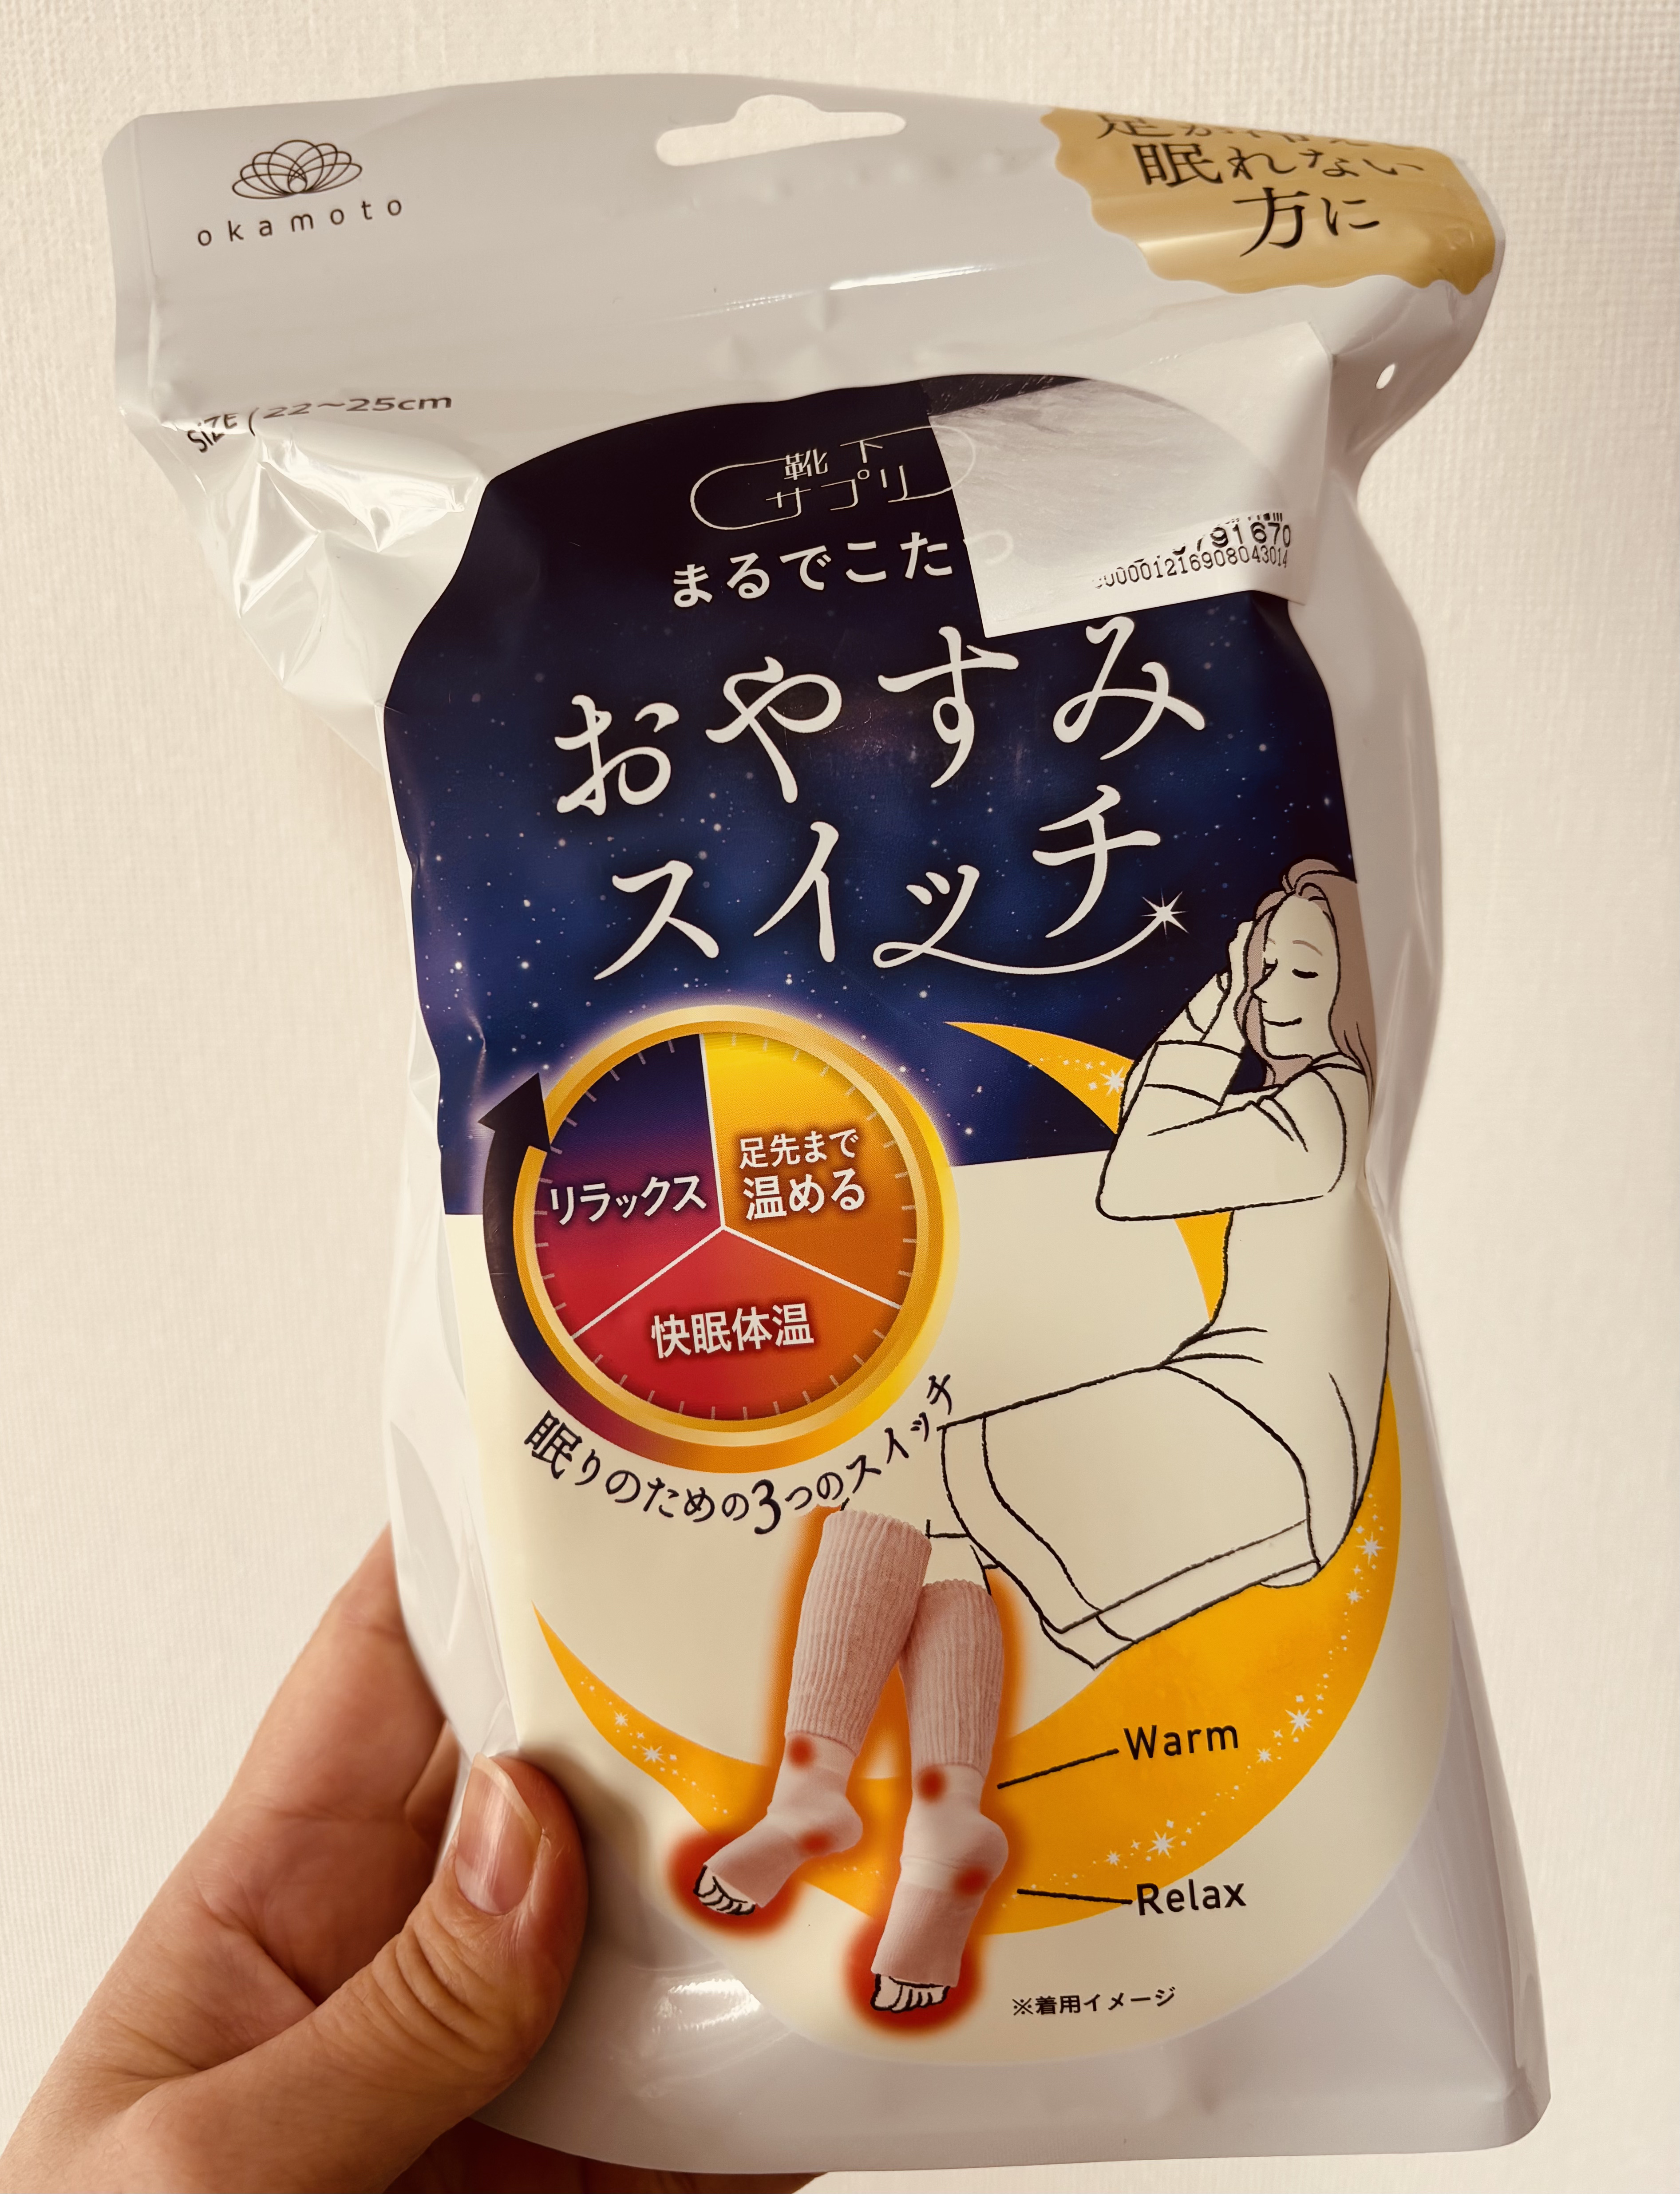 okamoto
眠れない
方に
SIZE / 22~25cm
靴下
サプリ
まるでこたつ
おやすみ
スイッチ
791670
リラックス
足先まで
温める
快眠体温
眠りのための3つのスイッチ
Warm
Relax
※着用イメージ